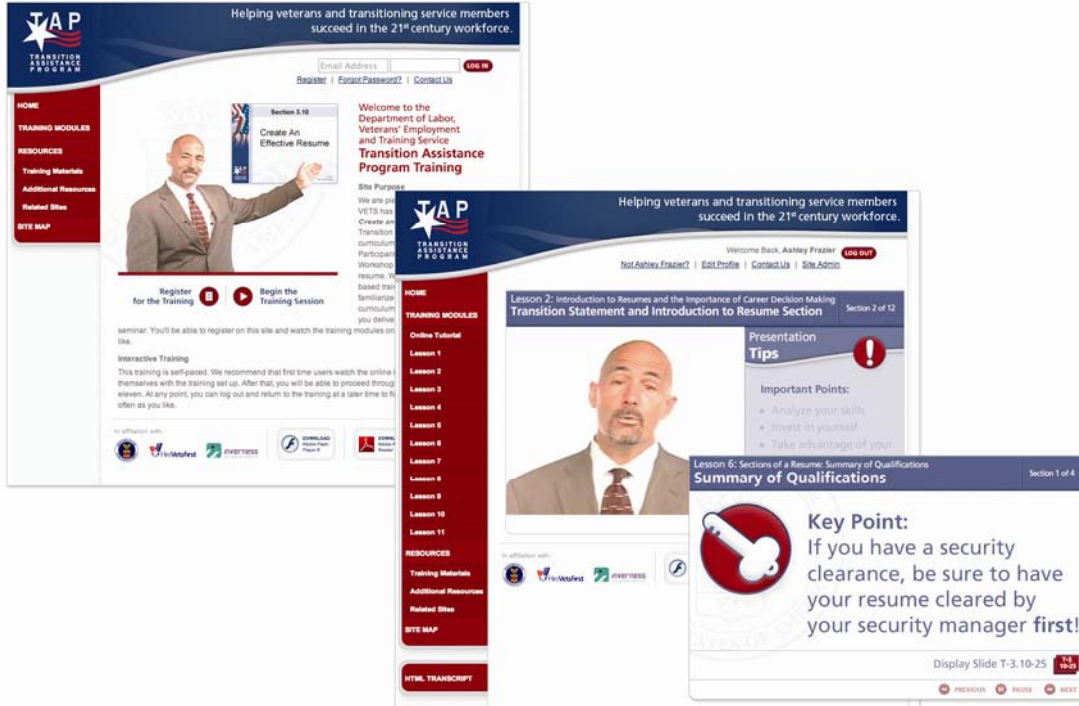 TAP
TRANSITION
ASSISTANCE
PROGRAM
Helping veterans and transitioning service members
succeed in the 21st century workforce.
Email Address
LOG IN
Register | Forgot Password? | Contact Us
HOME
TRAINING MODULES
RESOURCES
Training Materials
Additional Resources
Related Sites
SITE MAP
Section 3.10
Create An
Effective Resume
TAP
Welcome to the
Department of Labor,
Veterans' Employment
and Training Service
Transition Assistance
Program Training
Site Purpose
We are ple
VETS has
Create an
Transition
curriculum
Participan
Workshop
resume. W
based trai
familiarize
curriculum
you delive
Register
for the Training
Begin the
Training Session
seminar. You'll be able to register on this site and watch the training modules on
like.
Interactive Training
This training is self-paced. We recommend that first time users watch the online
themselves with the training set up. After that, you will be able to proceed through
eleven. At any point, you can log out and return to the training at a later time to fi
often as you like.
In affiliation with:
HireVetsFirst
inverness
DOWNLOAD
Adobe Flash
Player 8
TAP
TRANSITION
ASSISTANCE
PROGRAM
Helping veterans and transitioning service members
succeed in the 21st century workforce.
Welcome Back, Ashley Frazier
LOG OUT
Not Ashley Frazier? | Edit Profile | Contact Us | Site Admin
HOME
TRAINING MODULES
Online Tutorial
Lesson 1
Lesson 2
Lesson 3
Lesson 4
Lesson 5
Lesson 6
Lesson 7
Lesson 8
Lesson 9
Lesson 10
Lesson 11
RESOURCES
Training Materials
Additional Resources
Related Sites
SITE MAP
HTML TRANSCRIPT
Lesson 2: Introduction to Resumes and the Importance of Career Decision Making
Transition Statement and Introduction to Resume Section
Section 2 of 12
Presentation
Tips
Important Points:
• Analyze your skills
• Invest in yourself
• Take advantage of your
In affiliation with:
HireVetsFirst
inverness
Lesson 6: Sections of a Resume: Summary of Qualifications
Summary of Qualifications
Section 1 of 4
Key Point:
If you have a security
clearance, be sure to have
your resume cleared by
your security manager first!
Display Slide T-3.10-25
T-3
10-25
PREVIOUS
PAUSE
NEXT